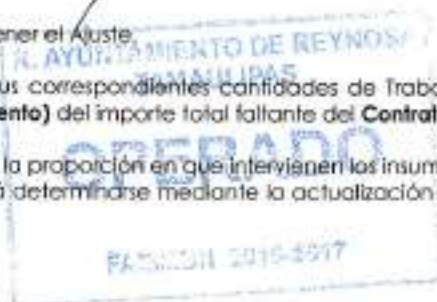 ener el Ajuste.
R. AYUNTAMIENTO DE REYNOSA
TAMAULIPAS
us correspondientes cantidades de Trabo
ento) del importe total faltante del Contrat
OPERADO
la proporción en que intervienen los insum
á determinarse mediante la actualización
2016-2017